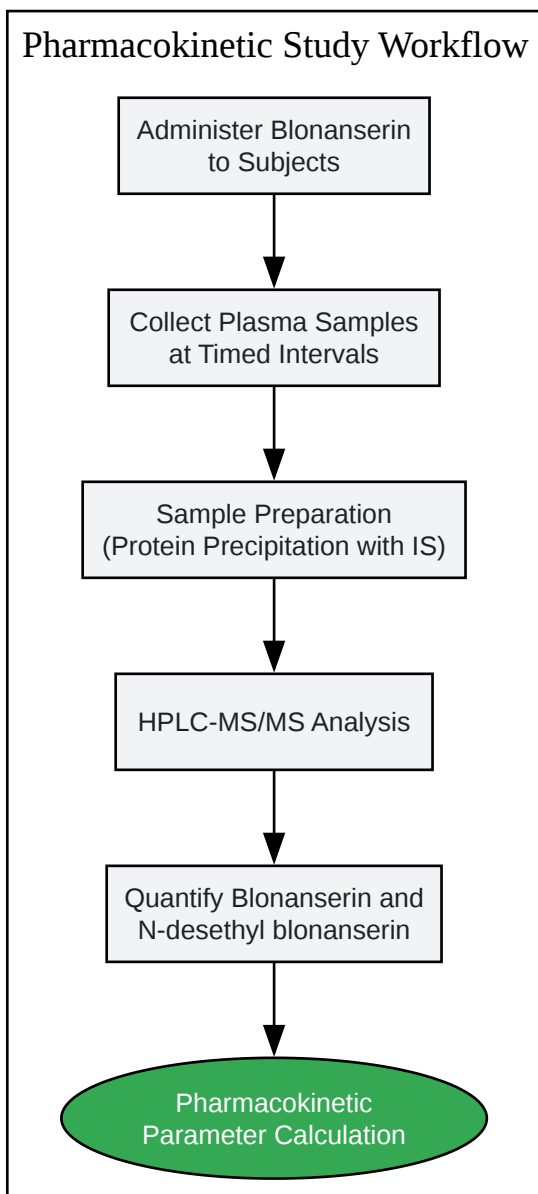 Pharmacokinetic Study Workflow
Administer Blonanserin
to Subjects
Collect Plasma Samples
at Timed Intervals
Sample Preparation
(Protein Precipitation with IS)
HPLC-MS/MS Analysis
Quantify Blonanserin and
N-desethyl blonanserin
Pharmacokinetic
Parameter Calculation